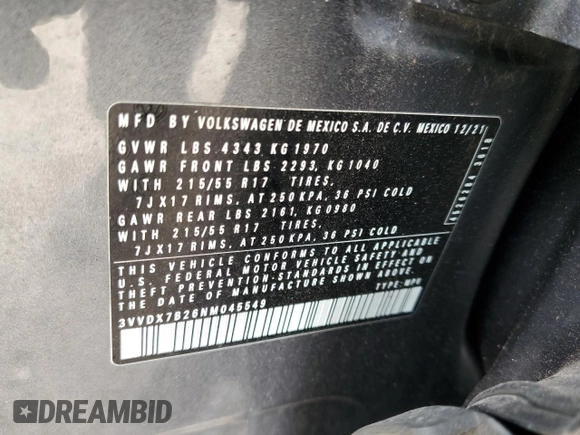 MFD BY VOLKSWAGEN DE MEXICO S.A. DE C.V. MEXICO 12/21
GVWR LBS 4343 KG 1970
GAWR FRONT LBS 2293, KG 1040
WITH 215/55 R17 TIRES,
7JX17 RIMS, AT 250 KPA, 36 PSI COLD
GAWR REAR LBS 2161, KG 0980
WITH 215/55 R17 TIRES,
7JX17 RIMS, AT 250 KPA, 36 PSI COLD
THIS VEHICLE CONFORMS TO ALL APPLICABLE
U.S. FEDERAL MOTOR VEHICLE SAFETY AND
THEFT PREVENTION-STANDARDS IN EFFECT
ON THE DATE OF MANUFACTURE SHOWN ABOVE.
3VVDX7B26NM045549 TYPE: MPV
DREAMBID